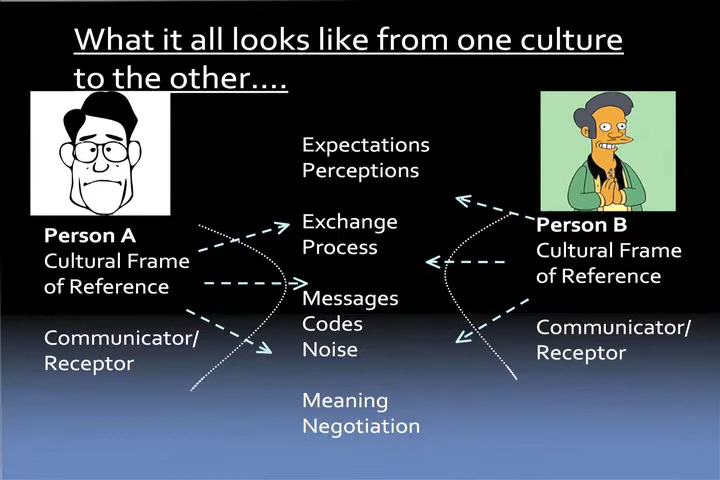 What it all looks like from one culture
to the other....
Expectations
Perceptions
Exchange
Process
Messages
Codes
Noise
Meaning
Negotiation
Person A
Cultural Frame
of Reference
Communicator/
Receptor
Person B
Cultural Frame
of Reference
Communicator/
Receptor